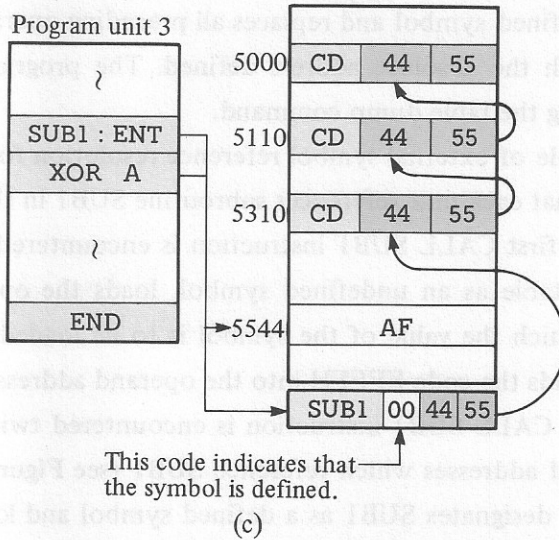 Program unit 3
~
SUB1 : ENT
XOR A
~
END
5000 CD 44 55
5110 CD 44 55
5310 CD 44 55
5544 AF
SUB1 00 44 55
This code indicates that
the symbol is defined.
(c)